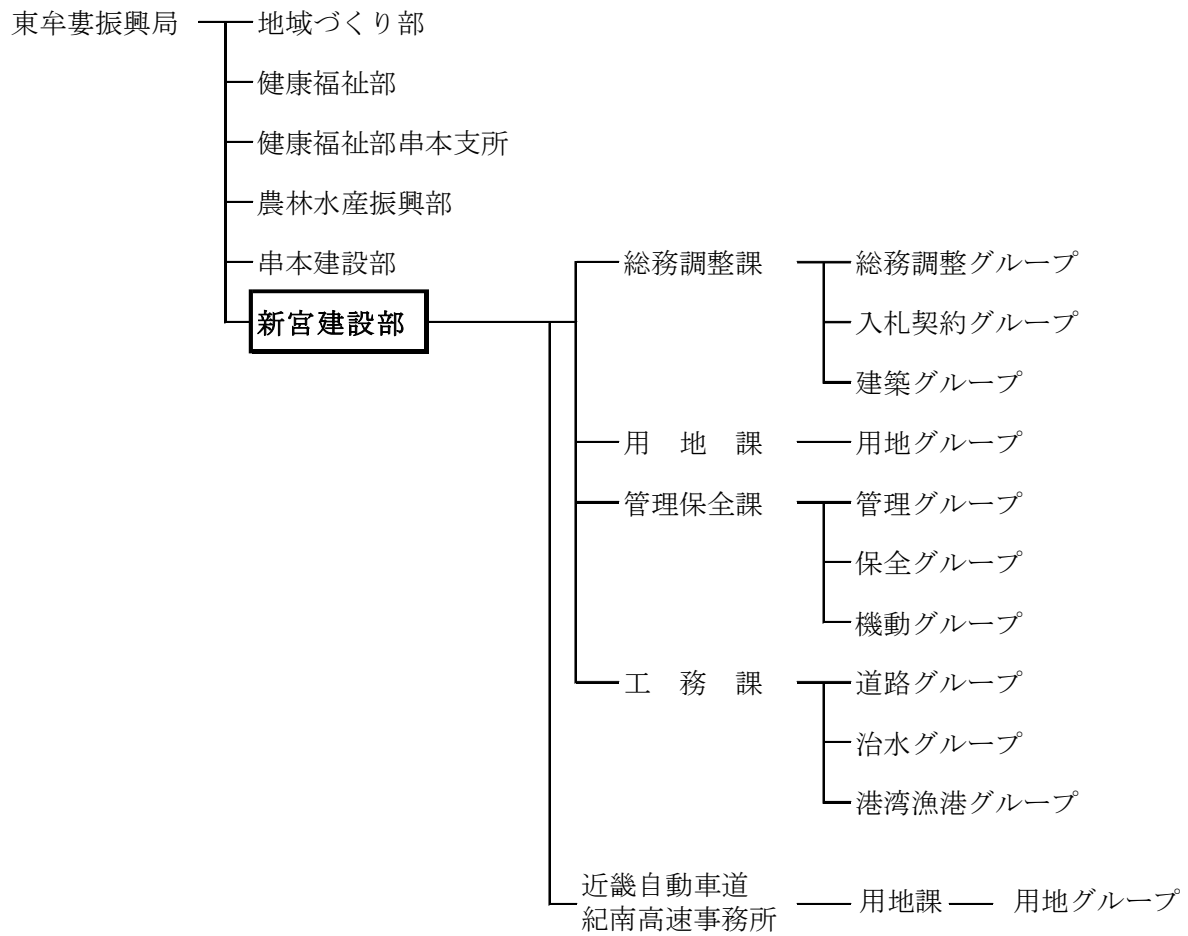 東牟婁振興局 地域づくり部
健康福祉部
健康福祉部串本支所
農林水産振興部
串本建設部 総務調整課 総務調整グループ
新宮建設部 入札契約グループ
建築グループ
用 地 課 用地グループ
管理保全課 管理グループ
保全グループ
機動グループ
工 務 課 道路グループ
治水グループ
港湾漁港グループ
近畿自動車道
紀南高速事務所 用地課 用地グループ